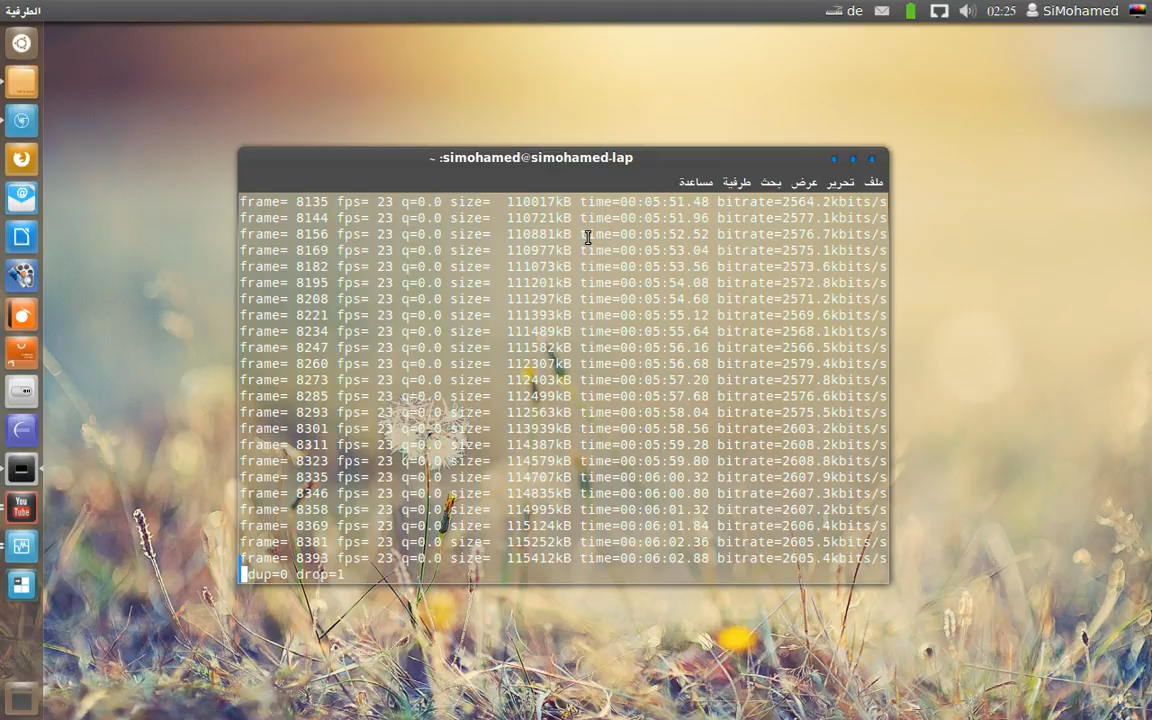 الطرفية
de
02:25
SiMohamed
~ :simohamed@simohamed-lap
ملف تحرير عرض بحث طرفية مساعدة
frame= 8135 fps= 23 q=0.0 size=  110017kB time=00:05:51.48 bitrate=2564.2kbits/s
frame= 8144 fps= 23 q=0.0 size=  110721kB time=00:05:51.96 bitrate=2577.1kbits/s
frame= 8156 fps= 23 q=0.0 size=  110881kB time=00:05:52.52 bitrate=2576.7kbits/s
frame= 8169 fps= 23 q=0.0 size=  110977kB time=00:05:53.04 bitrate=2575.1kbits/s
frame= 8182 fps= 23 q=0.0 size=  111073kB time=00:05:53.56 bitrate=2573.6kbits/s
frame= 8195 fps= 23 q=0.0 size=  111201kB time=00:05:54.08 bitrate=2572.8kbits/s
frame= 8208 fps= 23 q=0.0 size=  111297kB time=00:05:54.60 bitrate=2571.2kbits/s
frame= 8221 fps= 23 q=0.0 size=  111393kB time=00:05:55.12 bitrate=2569.6kbits/s
frame= 8234 fps= 23 q=0.0 size=  111489kB time=00:05:55.64 bitrate=2568.1kbits/s
frame= 8247 fps= 23 q=0.0 size=  111582kB time=00:05:56.16 bitrate=2566.5kbits/s
frame= 8260 fps= 23 q=0.0 size=  112307kB time=00:05:56.68 bitrate=2579.4kbits/s
frame= 8273 fps= 23 q=0.0 size=  112403kB time=00:05:57.20 bitrate=2577.8kbits/s
frame= 8285 fps= 23 q=0.0 size=  112499kB time=00:05:57.68 bitrate=2576.6kbits/s
frame= 8293 fps= 23 q=0.0 size=  112563kB time=00:05:58.04 bitrate=2575.5kbits/s
frame= 8301 fps= 23 q=0.0 size=  113939kB time=00:05:58.56 bitrate=2603.2kbits/s
frame= 8311 fps= 23 q=0.0 size=  114387kB time=00:05:59.28 bitrate=2608.2kbits/s
frame= 8323 fps= 23 q=0.0 size=  114579kB time=00:05:59.80 bitrate=2608.8kbits/s
frame= 8335 fps= 23 q=0.0 size=  114707kB time=00:06:00.32 bitrate=2607.9kbits/s
frame= 8346 fps= 23 q=0.0 size=  114835kB time=00:06:00.80 bitrate=2607.3kbits/s
frame= 8358 fps= 23 q=0.0 size=  114995kB time=00:06:01.32 bitrate=2607.2kbits/s
frame= 8369 fps= 23 q=0.0 size=  115124kB time=00:06:01.84 bitrate=2606.4kbits/s
frame= 8381 fps= 23 q=0.0 size=  115252kB time=00:06:02.36 bitrate=2605.5kbits/s
frame= 8393 fps= 23 q=0.0 size=  115412kB time=00:06:02.88 bitrate=2605.4kbits/s
dup=0 drop=1
You
Tube